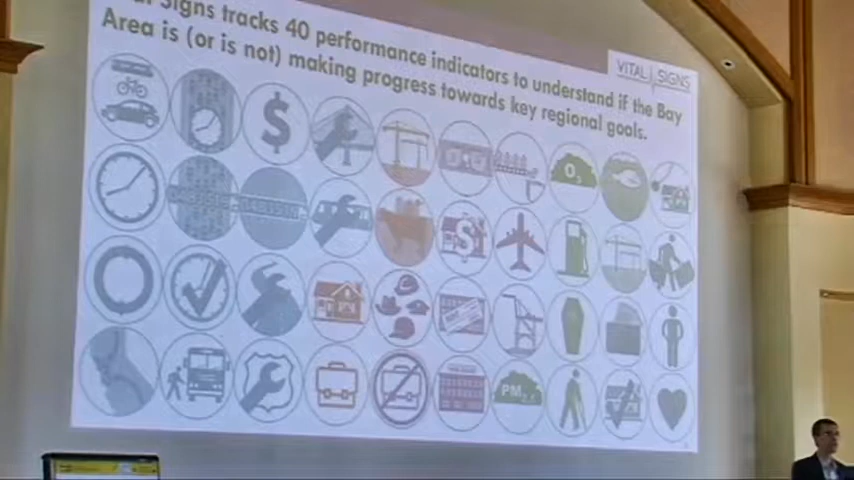 Signs tracks 40 performance indicators to understand if the Bay
Area is (or is not) making progress towards key regional goals.
VITAL SIGNS
$
O3
$
PM2.5